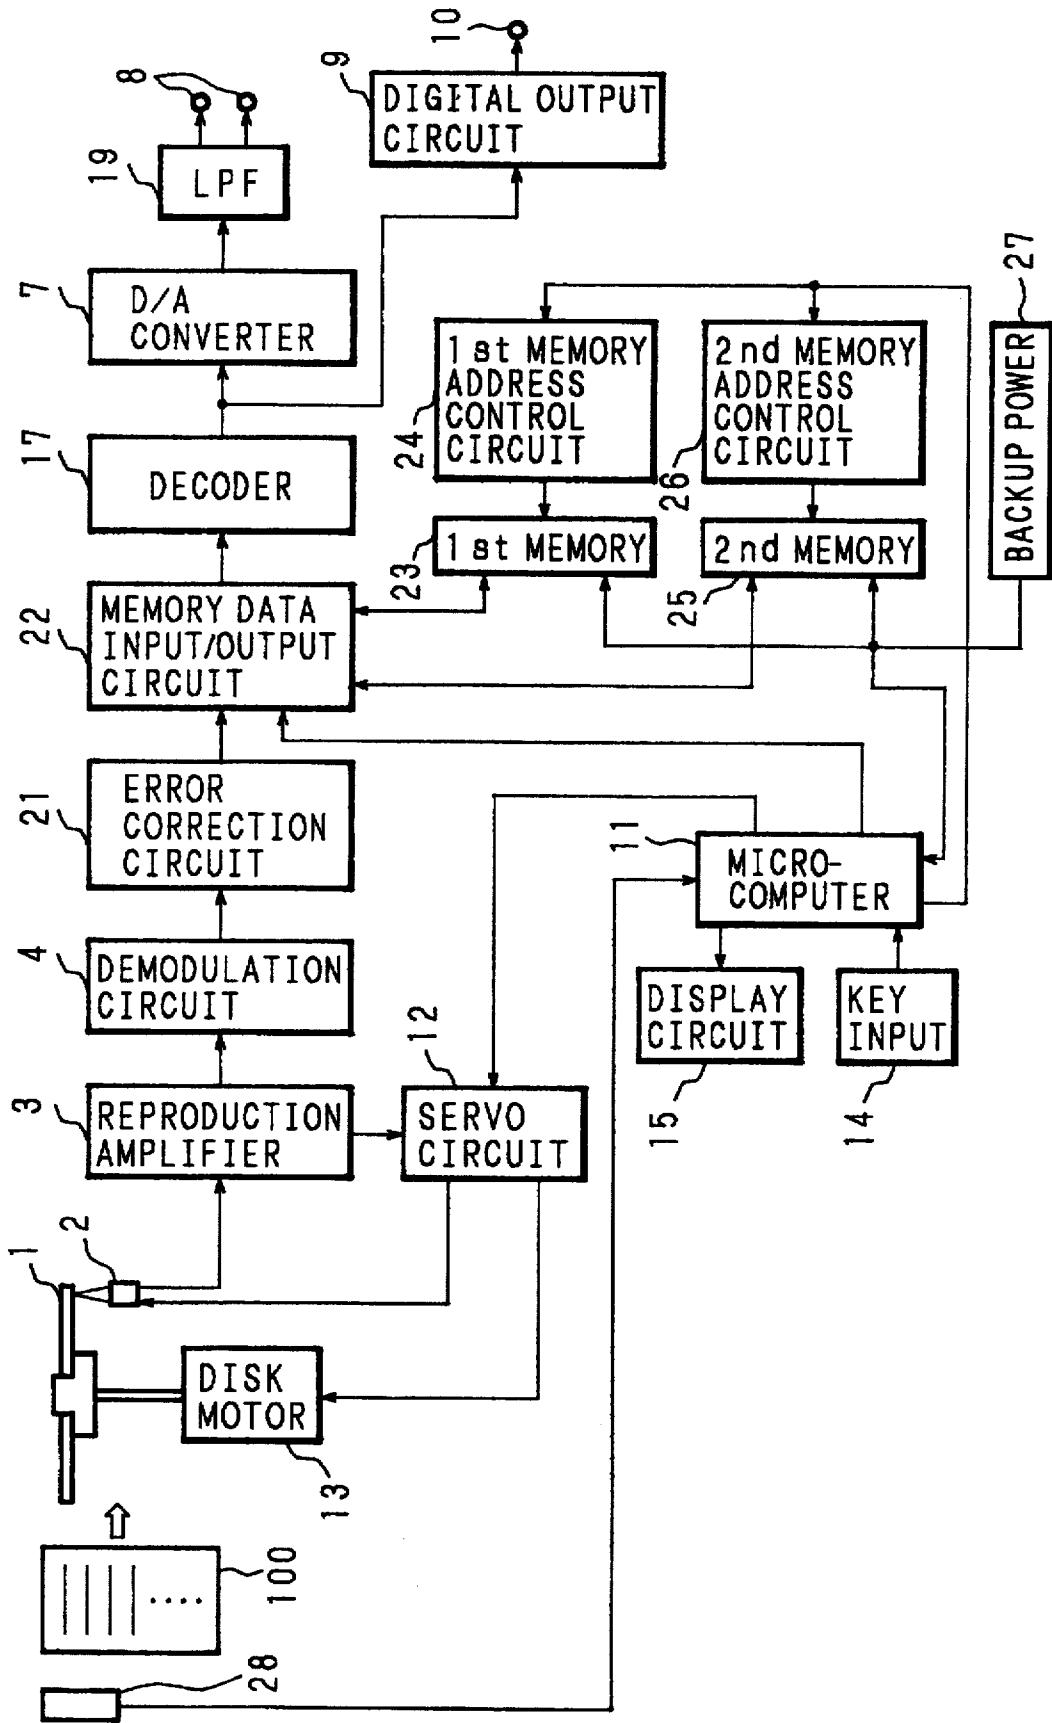 10
8
9
DIGITAL OUTPUT
CIRCUIT
19
LPF
7
D/A
CONVERTER
27
BACKUP POWER
24
1st MEMORY
ADDRESS
CONTROL
CIRCUIT
26
2nd MEMORY
ADDRESS
CONTROL
CIRCUIT
17
DECODER
23
1st MEMORY
25
2nd MEMORY
22
MEMORY DATA
INPUT/OUTPUT
CIRCUIT
21
ERROR
CORRECTION
CIRCUIT
11
MICRO-
COMPUTER
4
DEMODULATION
CIRCUIT
12
DISPLAY
CIRCUIT
15
KEY
INPUT
14
3
REPRODUCTION
AMPLIFIER
SERVO
CIRCUIT
1
2
DISK
MOTOR
13
100
28